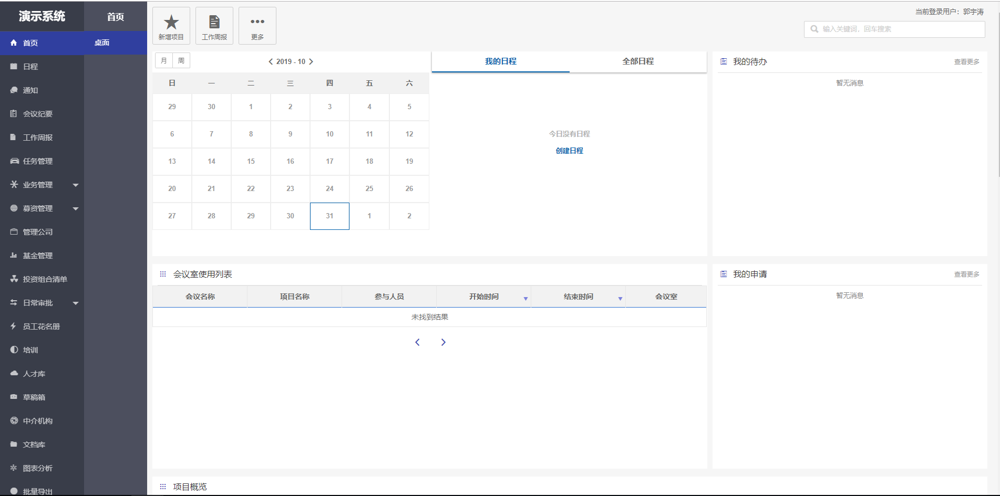 演示系统
首页
首页
日程
通知
会议纪要
工作周报
任务管理
业务管理
募资管理
管理公司
基金管理
投资组合清单
日常审批
员工花名册
培训
人才库
草稿箱
中介机构
文档库
图表分析
批量导出
桌面
新增项目
工作周报
更多
当前登录用户：郭宇涛
输入关键词，回车搜索
月 周
2019 - 10
日 一 二 三 四 五 六
29 30 1 2 3 4 5
6 7 8 9 10 11 12
13 14 15 16 17 18 19
20 21 22 23 24 25 26
27 28 29 30 31 1 2
我的日程 全部日程
今日没有日程
创建日程
我的待办 查看更多
暂无消息
会议室使用列表
会议名称 项目名称 参与人员 开始时间 结束时间 会议室
未找到结果
我的申请 查看更多
暂无消息
项目概览